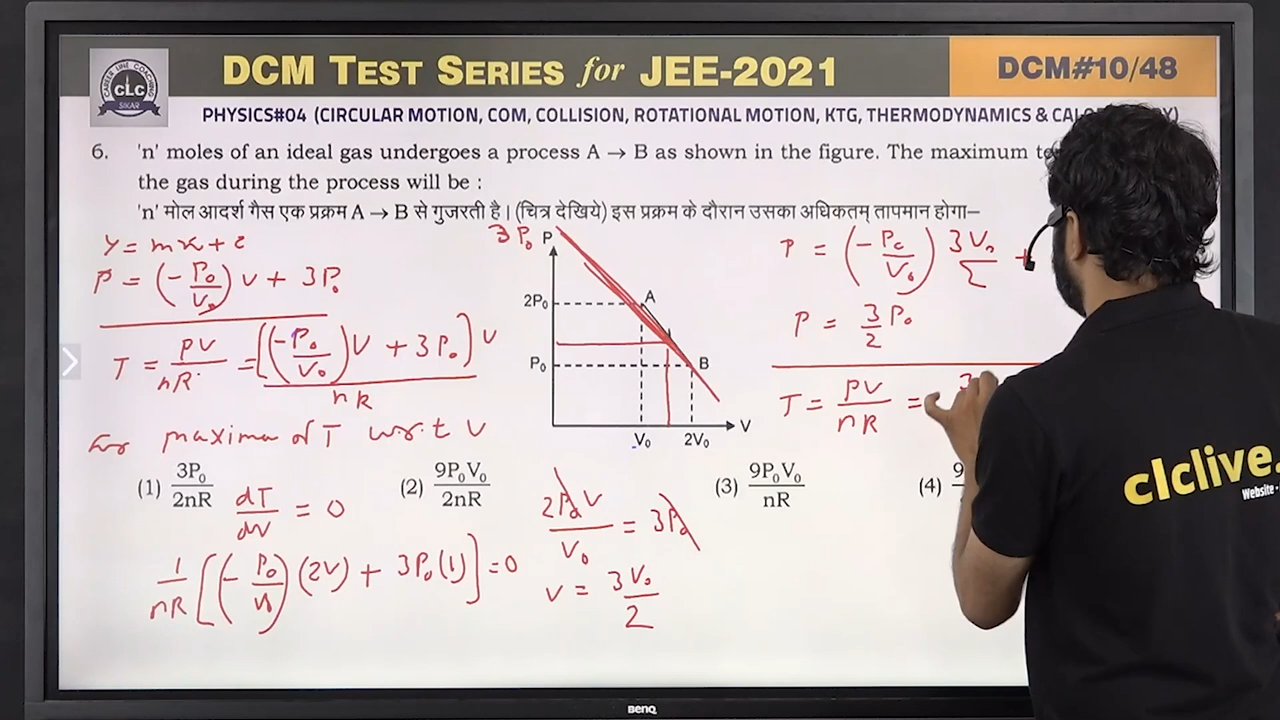 CAREER LINE COACHING
CLC
SIKAR
DCM TEST SERIES for JEE-2021
DCM#10/48
PHYSICS#04 (CIRCULAR MOTION, COM, COLLISION, ROTATIONAL MOTION, KTG, THERMODYNAMICS &
6. 'n' moles of an ideal gas undergoes a process A → B as shown in the figure. The maximum
the gas during the process will be :
'n' मोल आदर्श गैस एक प्रक्रम A → B से गुजरती है। (चित्र देखिये) इस प्रक्रम के दौरान उसका अधिकतम् तापमान होगा–
y = mx + c
P = (-P₀/V₀) V + 3P₀
T = PV/nR = [(-P₀/V₀)V + 3P₀] V / nR
For maxima of T w.r.t V
3P₀ P
2P₀ A
P₀ B
V₀ 2V₀ V
P = (-P₀/V₀) 3V₀/2 +
P = 3/2 P₀
T = PV/nR = 3
(1) 3P₀/2nR
(2) 9P₀V₀/2nR
(3) 9P₀V₀/nR
(4) 9
dT/dV = 0
1/nR [(-P₀/V₀)(2V) + 3P₀(1)] = 0
2P₀V/V₀ = 3P₀
V = 3V₀/2
clclive.
Website -
BenQ